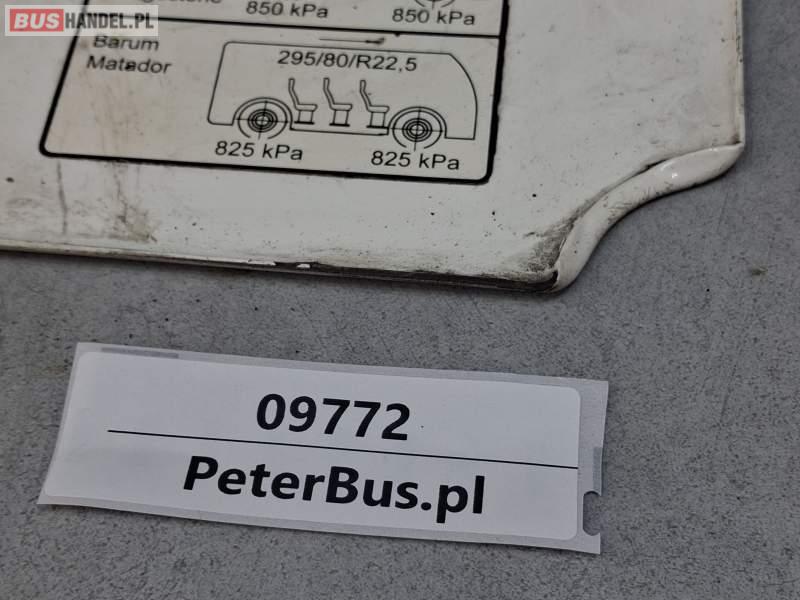 BUSHANDEL.PL
850 kPa
850 kPa
Barum
Matador
295/80/R22,5
825 kPa
825 kPa
09772
PeterBus.pl